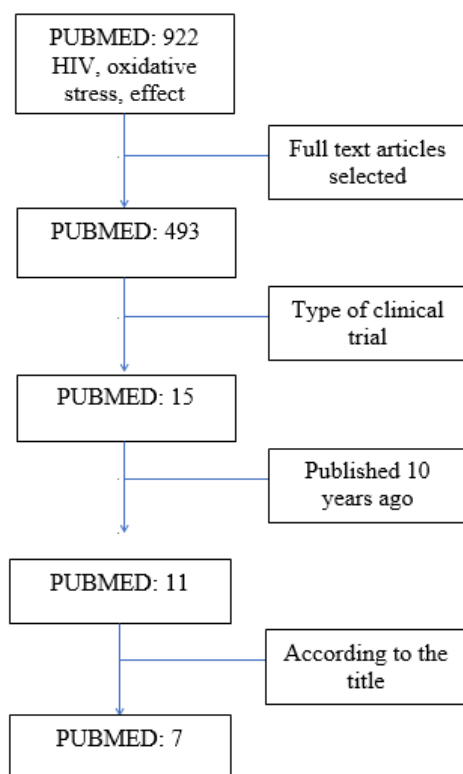 PUBMED: 922
HIV, oxidative
stress, effect
Full text articles
selected
PUBMED: 493
Type of clinical
trial
PUBMED: 15
Published 10
years ago
PUBMED: 11
According to the
title
PUBMED: 7